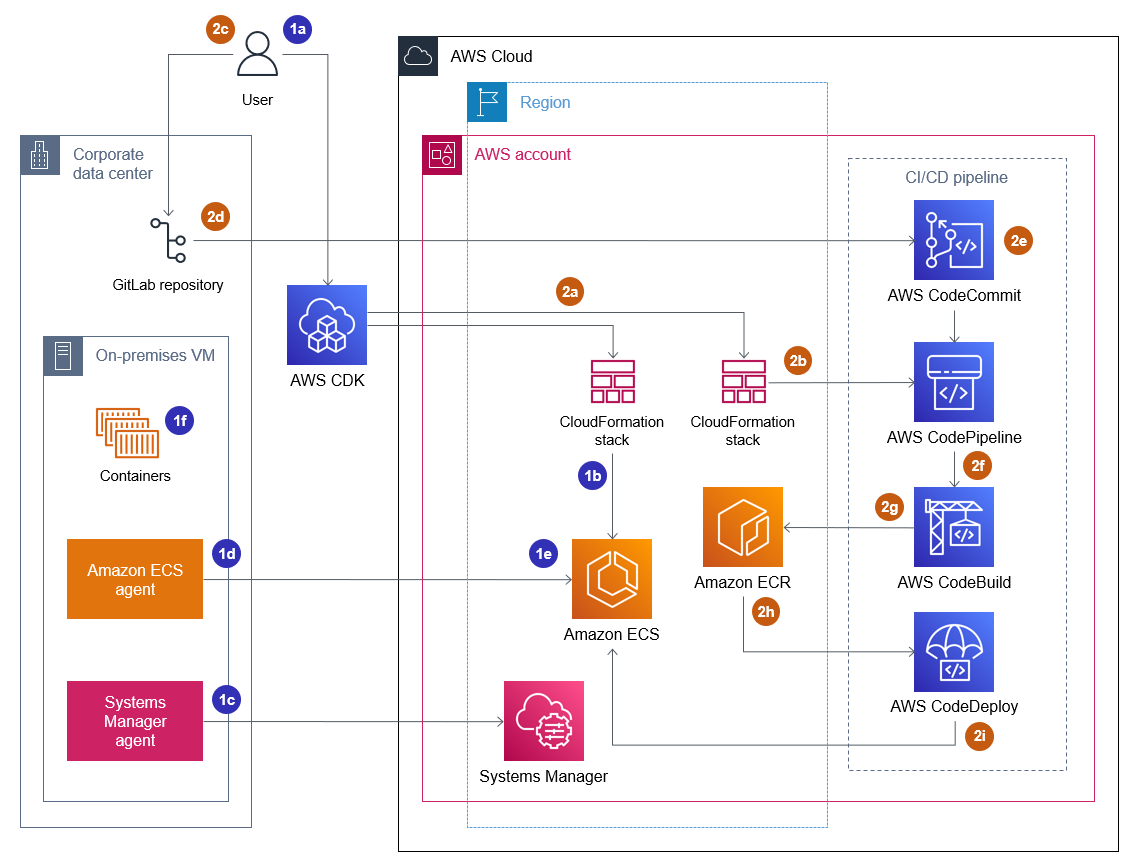 2c
1a
User
AWS Cloud
Region
Corporate
data center
AWS account
CI/CD pipeline
2d
2e
GitLab repository
AWS CodeCommit
2a
AWS CDK
On-premises VM
2b
CloudFormation
stack
CloudFormation
stack
AWS CodePipeline
1f
Containers
1b
2f
2g
1d
Amazon ECS
agent
1e
Amazon ECR
AWS CodeBuild
2h
Amazon ECS
1c
Systems
Manager
agent
AWS CodeDeploy
2i
Systems Manager